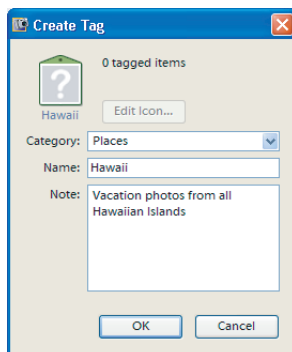 Create Tag
0 tagged items
?
Hawaii
Edit Icon...
Category: Places
Name: Hawaii
Note: Vacation photos from all
Hawaiian Islands
OK Cancel